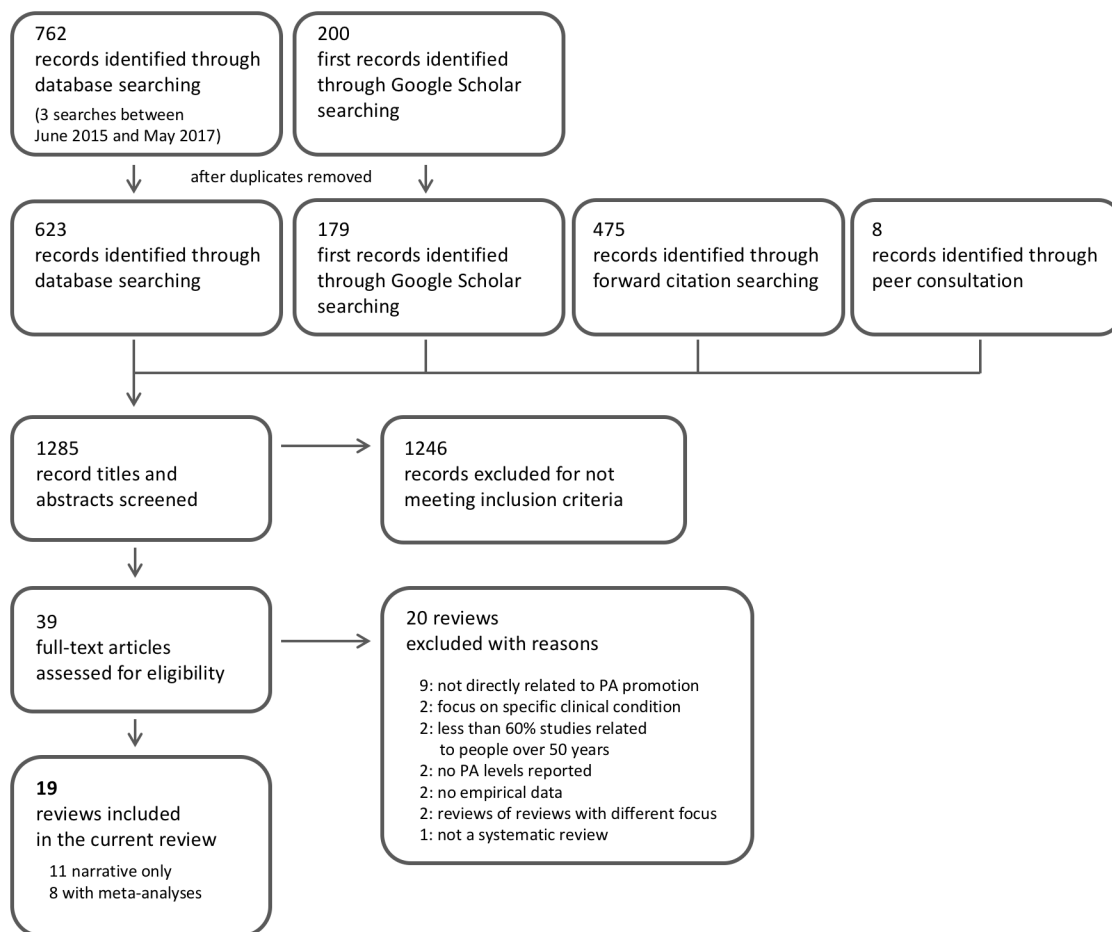 762
records identified through
database searching
(3 searches between
June 2015 and May 2017)
200
first records identified
through Google Scholar
searching
after duplicates removed
623
records identified through
database searching
179
first records identified
through Google Scholar
searching
475
records identified through
forward citation searching
8
records identified through
peer consultation
1285
record titles and
abstracts screened
1246
records excluded for not
meeting inclusion criteria
39
full-text articles
assessed for eligibility
20 reviews
excluded with reasons
9: not directly related to PA promotion
2: focus on specific clinical condition
2: less than 60% studies related
to people over 50 years
2: no PA levels reported
2: no empirical data
2: reviews of reviews with different focus
1: not a systematic review
19
reviews included
in the current review
11 narrative only
8 with meta-analyses